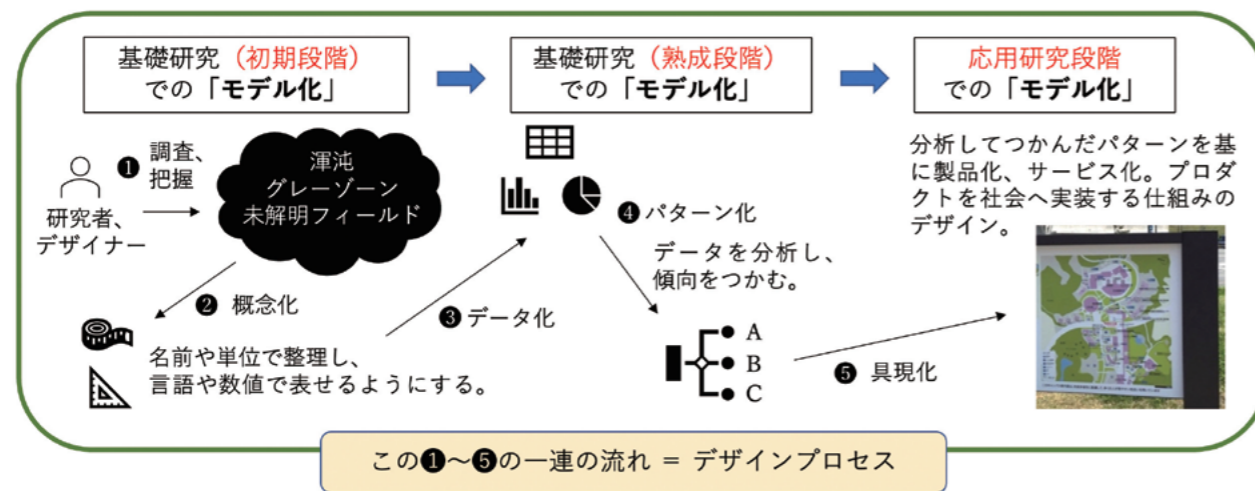 基礎研究（初期段階）
での「モデル化」
基礎研究（熟成段階）
での「モデル化」
応用研究段階
での「モデル化」
❶ 調査、
把握
研究者、
デザイナー
渾沌
グレーゾーン
未解明フィールド
❷ 概念化
名前や単位で整理し、
言語や数値で表せるようにする。
❸ データ化
❹ パターン化
データを分析し、
傾向をつかむ。
A
B
C
❺ 具現化
分析してつかんだパターンを基
に製品化、サービス化。プロダ
クトを社会へ実装する仕組みの
デザイン。
この❶～❺の一連の流れ = デザインプロセス